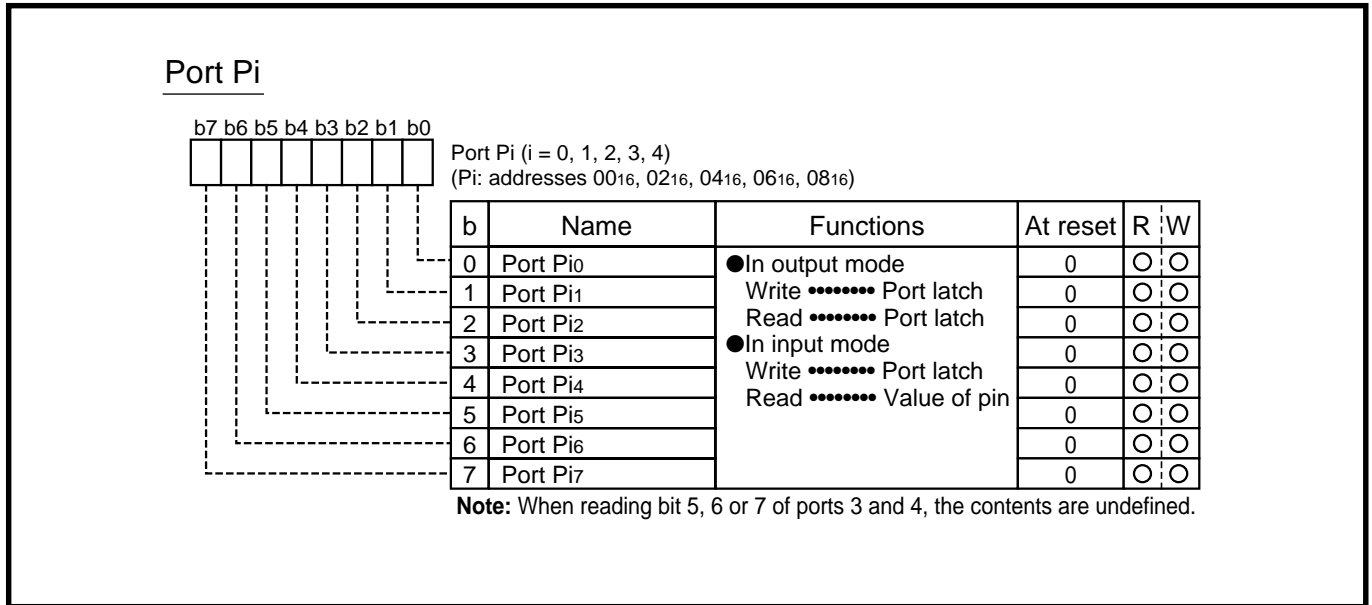 Port Pi
b7 b6 b5 b4 b3 b2 b1 b0
Port Pi (i = 0, 1, 2, 3, 4)
(Pi: addresses 0016, 0216, 0416, 0616, 0816)
b Name Functions At reset R W
0 Port Pi0 ●In output mode 0 ○ ○
1 Port Pi1 Write •••••••• Port latch 0 ○ ○
2 Port Pi2 Read •••••••• Port latch 0 ○ ○
3 Port Pi3 ●In input mode 0 ○ ○
4 Port Pi4 Write •••••••• Port latch 0 ○ ○
5 Port Pi5 Read •••••••• Value of pin 0 ○ ○
6 Port Pi6 0 ○ ○
7 Port Pi7 0 ○ ○
Note: When reading bit 5, 6 or 7 of ports 3 and 4, the contents are undefined.